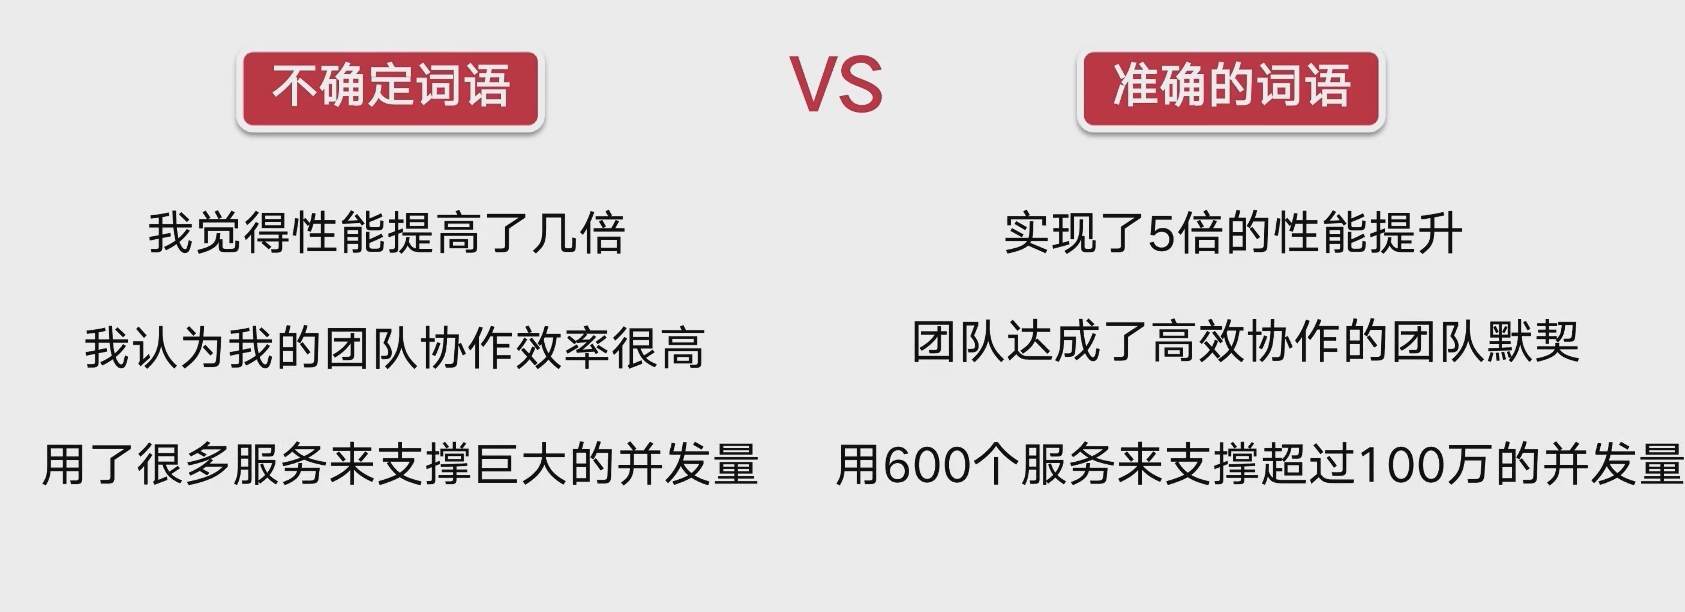 不确定词语
VS
准确的词语
我觉得性能提高了几倍
实现了5倍的性能提升
我认为我的团队协作效率很高
团队达成了高效协作的团队默契
用了很多服务来支撑巨大的并发量
用600个服务来支撑超过100万的并发量